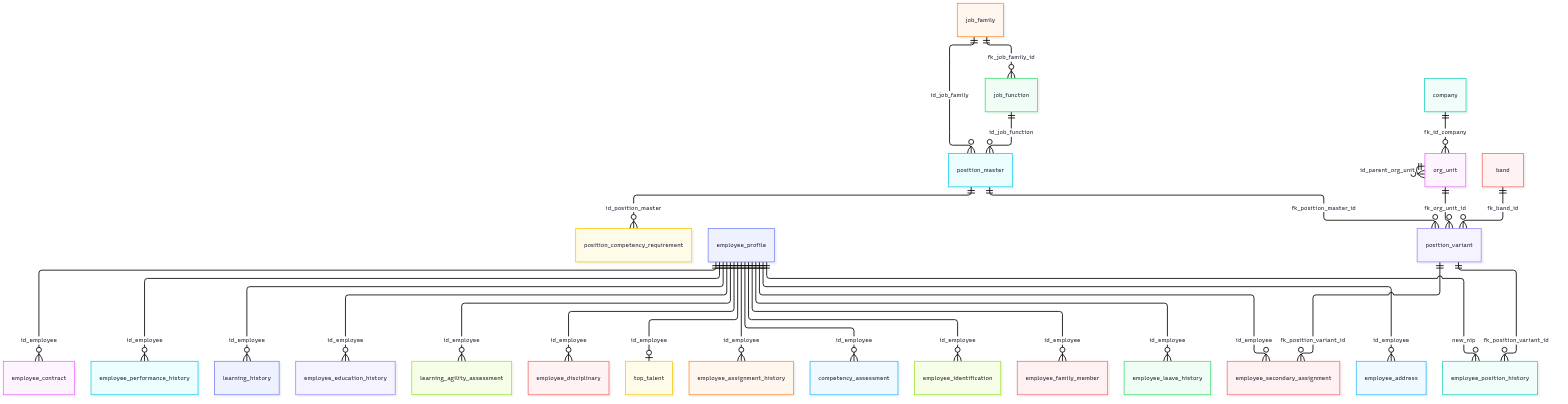 job_family
fk_job_family_id
id_job_family
job_function
company
id_job_function
fk_id_company
position_master
id_parent_org_unit
org_unit
band
id_position_master
fk_position_master_id
fk_org_unit_id
fk_band_id
position_competency_requirement
employee_profile
position_variant
id_employee
id_employee
id_employee
id_employee
id_employee
id_employee
id_employee
id_employee
id_employee
id_employee
id_employee
id_employee
id_employee
fk_position_variant_id
id_employee
new_nip
fk_position_variant_id
employee_contract
employee_performance_history
learning_history
employee_education_history
learning_agility_assessment
employee_disciplinary
top_talent
employee_assignment_history
competency_assessment
employee_identification
employee_family_member
employee_leave_history
employee_secondary_assignment
employee_address
employee_position_history